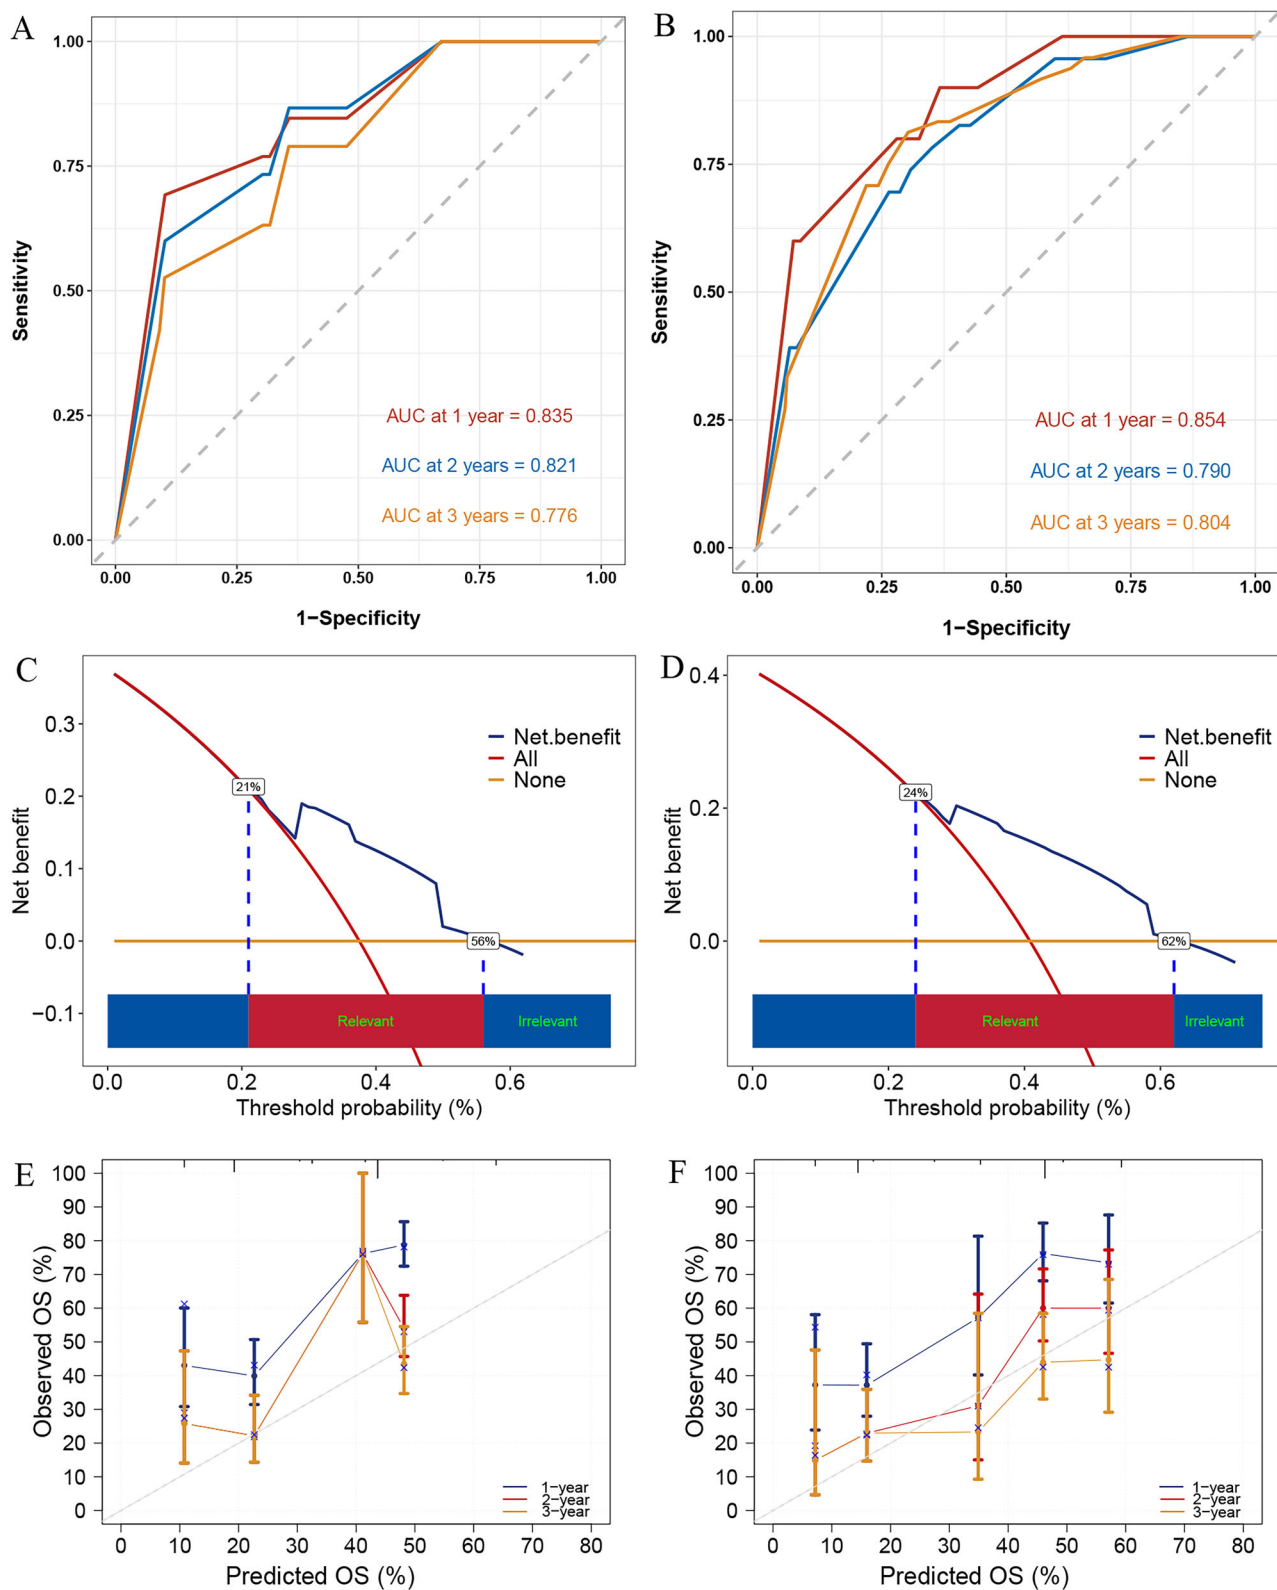 A
1.00
0.75
0.50
0.25
0.00
Sensitivity
AUC at 1 year = 0.835
AUC at 2 years = 0.821
AUC at 3 years = 0.776
0.00 0.25 0.50 0.75 1.00
1−Specificity
B
1.00
0.75
0.50
0.25
0.00
Sensitivity
AUC at 1 year = 0.854
AUC at 2 years = 0.790
AUC at 3 years = 0.804
0.00 0.25 0.50 0.75 1.00
1−Specificity
C
0.3
0.2
0.1
0.0
−0.1
Net benefit
Net.benefit
All
None
21%
56%
Relevant
Irrelevant
0.0 0.2 0.4 0.6
Threshold probability (%)
D
0.4
0.2
0.0
Net benefit
Net.benefit
All
None
24%
62%
Relevant
Irrelevant
0.0 0.2 0.4 0.6
Threshold probability (%)
E
100
90
80
70
60
50
40
30
20
10
0
Observed OS (%)
1−year
2−year
3−year
0 10 20 30 40 50 60 70 80
Predicted OS (%)
F
100
90
80
70
60
50
40
30
20
10
0
Observed OS (%)
1−year
2−year
3−year
0 10 20 30 40 50 60 70 80
Predicted OS (%)